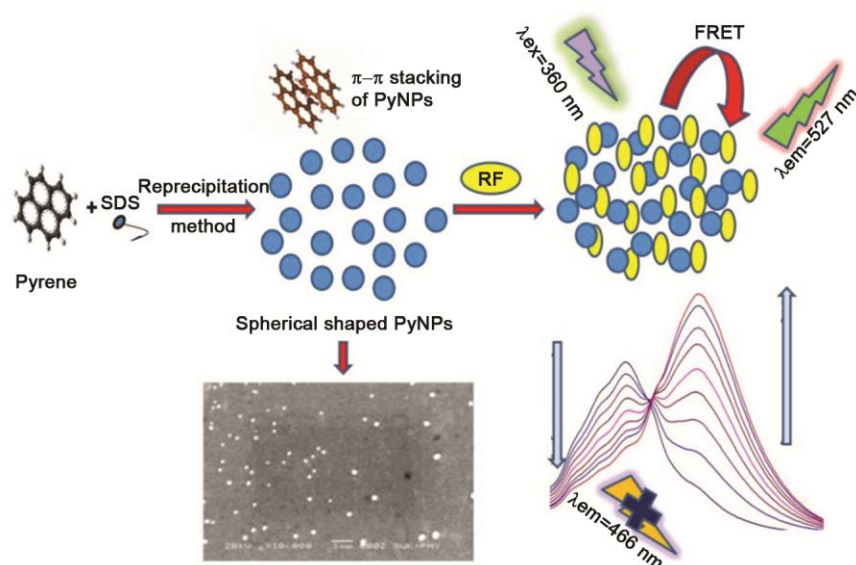 FRET
λex=360 nm
λem=527 nm
π–π stacking
of PyNPs
RF
Reprecipitation
method
+ SDS
Pyrene
Spherical shaped PyNPs
λem=466 nm